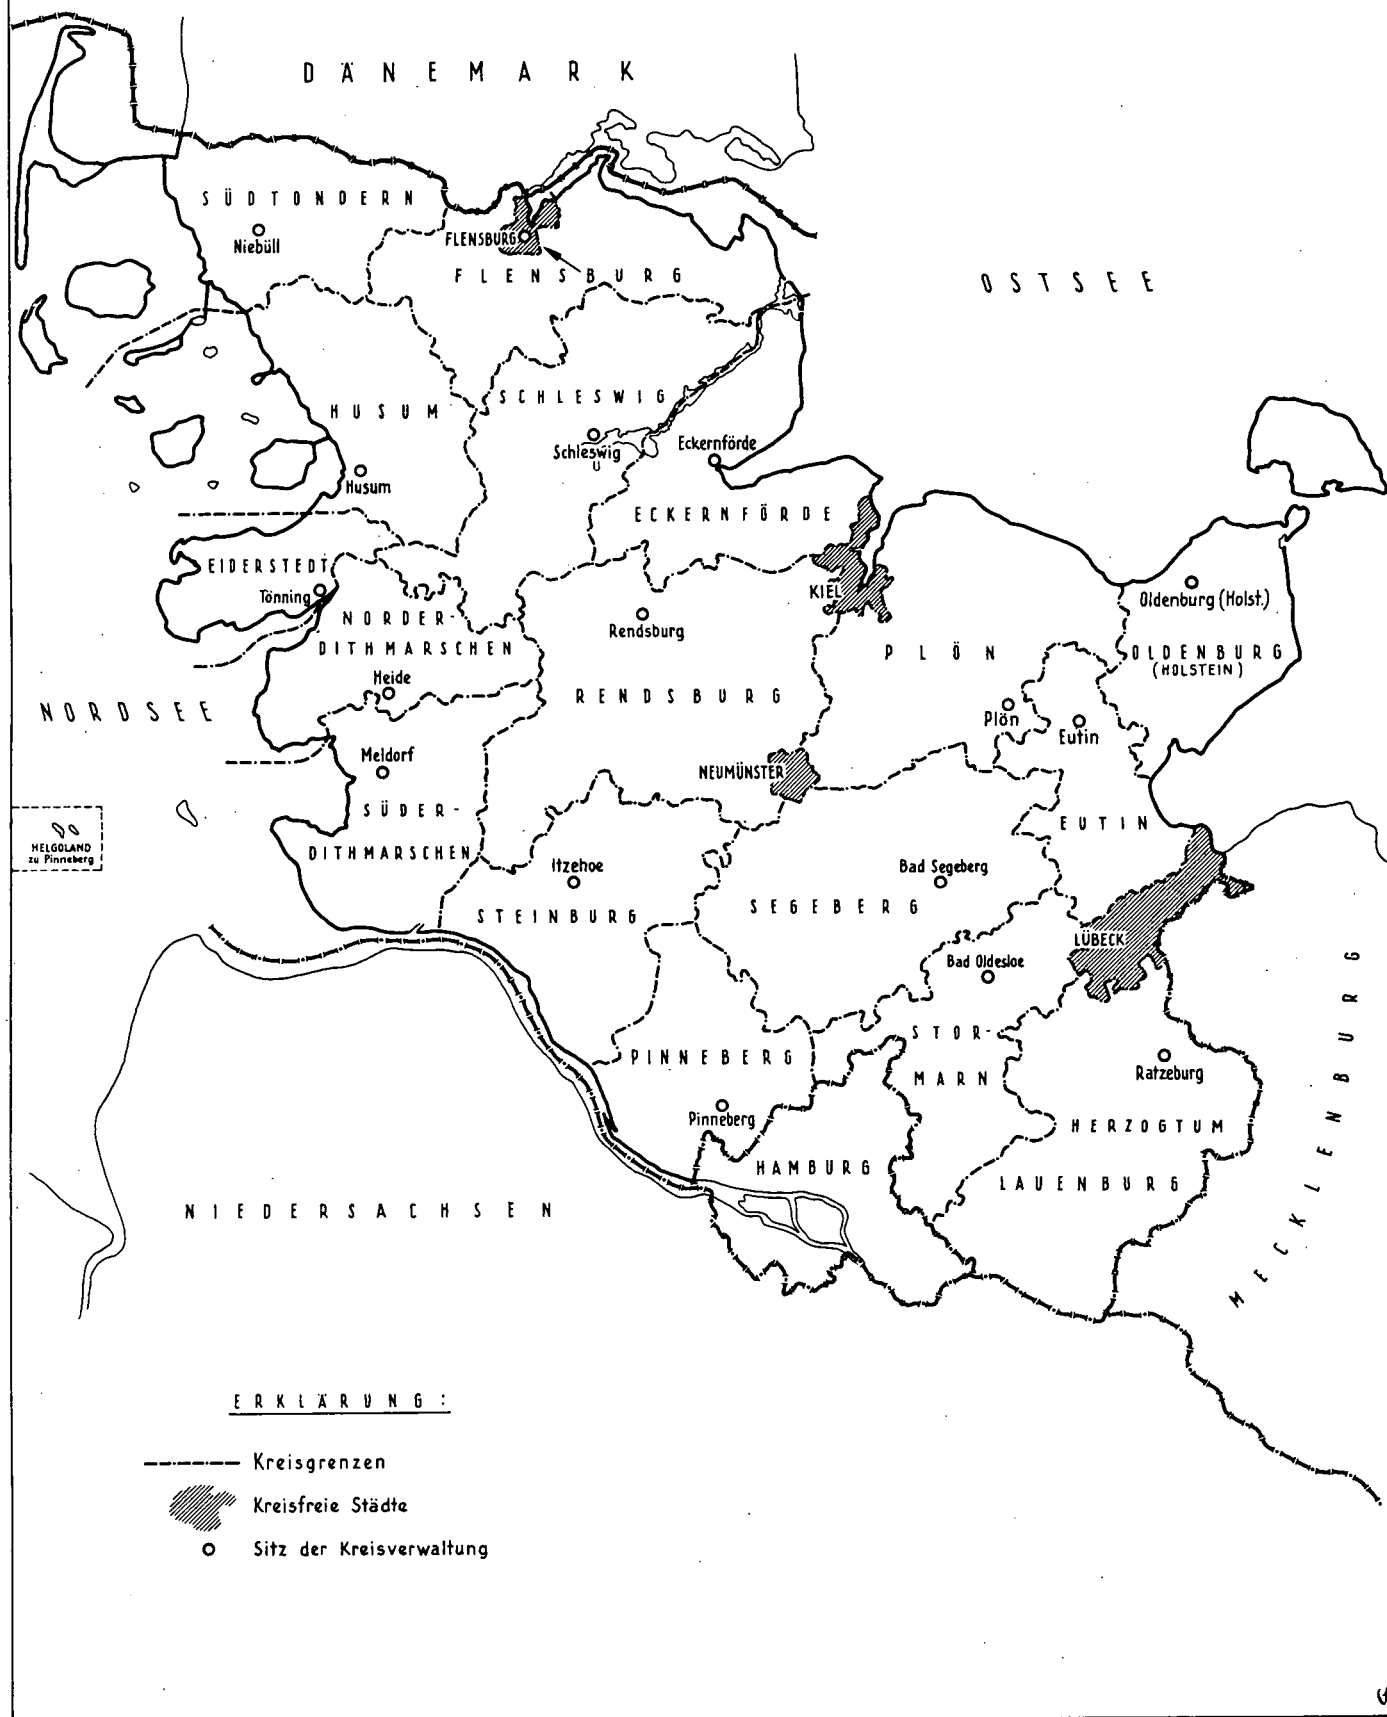 DÄNEMARK
SÜDTONDERN
Niebüll
FLENSBURG
FLENSBURG
OSTSEE
HUSUM
SCHLESWIG
Schleswig
Eckernförde
Husum
ECKERNFÖRDE
EIDERSTEDT
Tönning
NORDER-
DITHMARSCHEN
Heide
Rendsburg
KIEL
Oldenburg (Holst.)
PLÖN
OLDENBURG
(HOLSTEIN)
RENDSBURG
NORDSEE
Plön
Eutin
Meldorf
NEUMÜNSTER
SÜDER-
DITHMARSCHEN
EUTIN
HELGOLAND
zu Pinneberg
Itzehoe
Bad Segeberg
STEINBURG
SEGEBERG
LÜBECK
Bad Oldesloe
STOR-
MARN
PINNEBERG
Ratzeburg
Pinneberg
HERZOGTUM
LAUENBURG
HAMBURG
MECKLENBURG
NIEDERSACHSEN
ERKLÄRUNG:
Kreisgrenzen
Kreisfreie Städte
Sitz der Kreisverwaltung